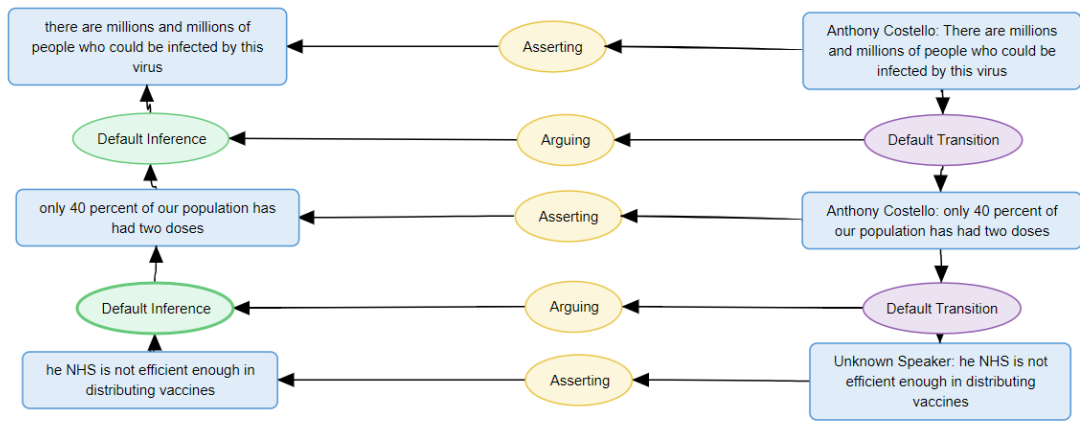 there are millions and millions of
people who could be infected by this
virus
Asserting
Anthony Costello: There are millions
and millions of people who could be
infected by this virus
Default Inference
Arguing
Default Transition
only 40 percent of our population has
had two doses
Asserting
Anthony Costello: only 40 percent of
our population has had two doses
Default Inference
Arguing
Default Transition
he NHS is not efficient enough in
distributing vaccines
Asserting
Unknown Speaker: he NHS is not
efficient enough in distributing
vaccines